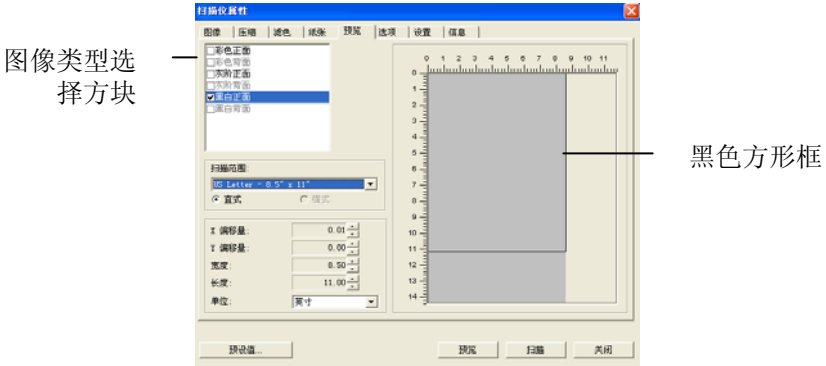 扫描仪属性
图像 压缩 滤色 纸张 预览 选项 设置 信息
图像类型选
择方块
彩色正面
彩色背面
灰阶正面
灰阶背面
黑白正面
黑白背面
0 1 2 3 4 5 6 7 8 9 10 11
0
1
2
3
4
5
6
7
8
9
10
11
12
13
14
黑色方形框
扫描范围:
US Letter - 8.5" x 11"
直式 横式
X 偏移量: 0.01
Y 偏移量: 0.00
宽度: 8.50
长度: 11.00
单位: 英寸
预设值... 预览 扫描 关闭